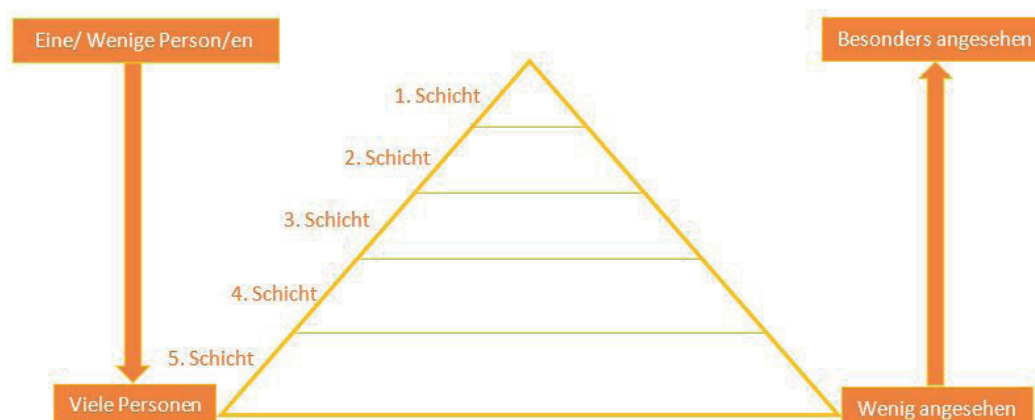 Eine/ Wenige Person/en
Besonders angesehen
1. Schicht
2. Schicht
3. Schicht
4. Schicht
5. Schicht
Viele Personen
Wenig angesehen